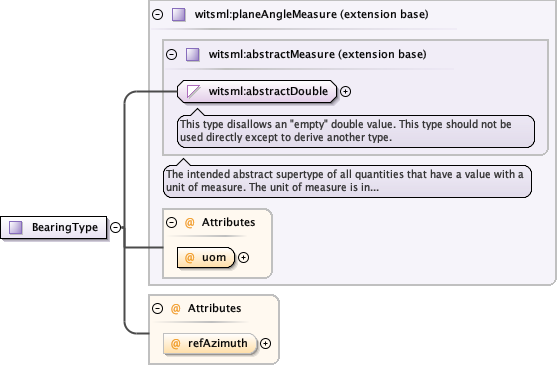 witsml:planeAngleMeasure (extension base)
witsml:abstractMeasure (extension base)
witsml:abstractDouble
This type disallows an "empty" double value. This type should not be
used directly except to derive another type.
The intended abstract supertype of all quantities that have a value with a
unit of measure. The unit of measure is in...
@ Attributes
BearingType
@ uom
@ Attributes
@ refAzimuth